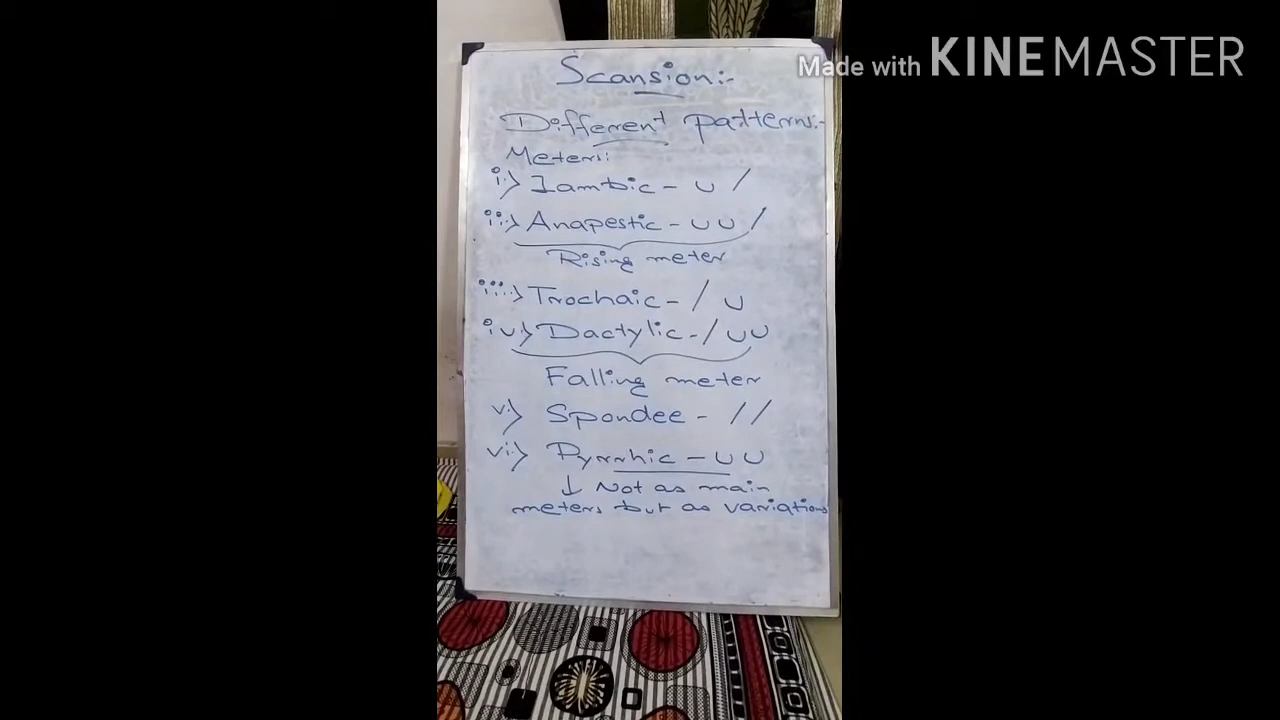 Made with KINEMASTER
Scansion:-
Different patterns:-
Meters:
i) Iambic - ∪ /
ii) Anapestic - ∪ ∪ /
Rising meter
iii) Trochaic - / ∪
iv) Dactylic - / ∪ ∪
Falling meter
v) Spondee - / /
vi) Pyrrhic - ∪ ∪
↓ Not as main
meters but as variations